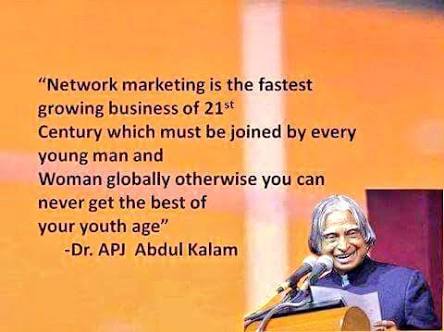 “Network marketing is the fastest
growing business of 21st
Century which must be joined by every
young man and
Woman globally otherwise you can
never get the best of
your youth age”
-Dr. APJ Abdul Kalam